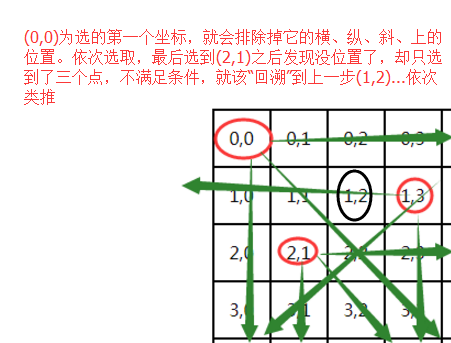 (0,0)为选的第一个坐标，就会排除掉它的横、纵、斜、上的
位置。依次选取，最后选到(2,1)之后发现没位置了，却只选
到了三个点，不满足条件，就该“回溯”到上一步(1,2)...依次
类推
0,0 0,1 0,2 0,3
1,0 1,1 1,2 1,3
2,0 2,1 2,2 2,3
3,0 3,1 3,2